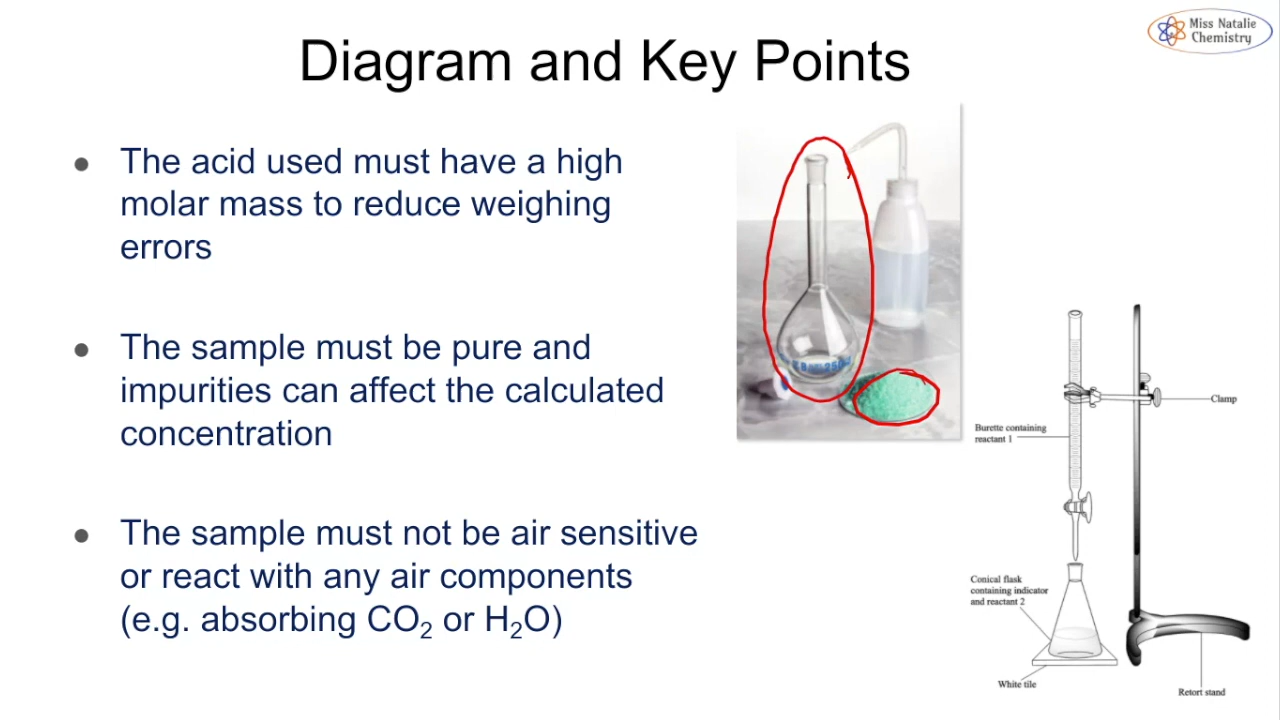 Miss Natalie
Chemistry
Diagram and Key Points
● The acid used must have a high
molar mass to reduce weighing
errors
● The sample must be pure and
impurities can affect the calculated
concentration
● The sample must not be air sensitive
or react with any air components
(e.g. absorbing CO₂ or H₂O)
Clamp
Burette containing
reactant 1
Conical flask
containing indicator
and reactant 2
White tile
Retort stand